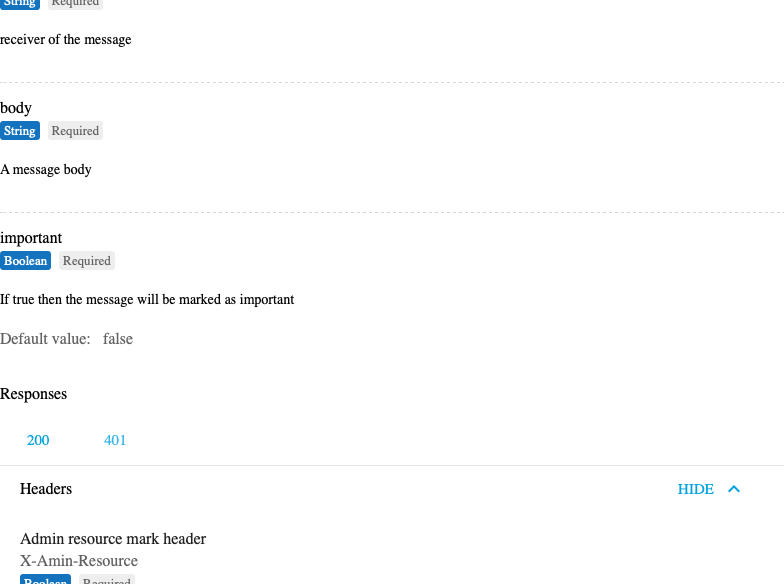 String Required
receiver of the message
body
String Required
A message body
important
Boolean Required
If true then the message will be marked as important
Default value: false
Responses
200 401
Headers HIDE
Admin resource mark header
X-Amin-Resource
Boolean Required